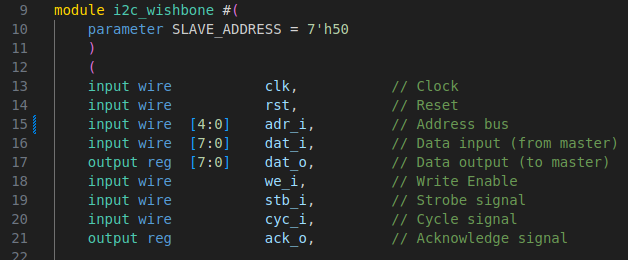 9 module i2c_wishbone #(
10 parameter SLAVE_ADDRESS = 7'h50
11 )
12 (
13 input wire clk, // Clock
14 input wire rst, // Reset
15 input wire [4:0] adr_i, // Address bus
16 input wire [7:0] dat_i, // Data input (from master)
17 output reg [7:0] dat_o, // Data output (to master)
18 input wire we_i, // Write Enable
19 input wire stb_i, // Strobe signal
20 input wire cyc_i, // Cycle signal
21 output reg ack_o, // Acknowledge signal
22